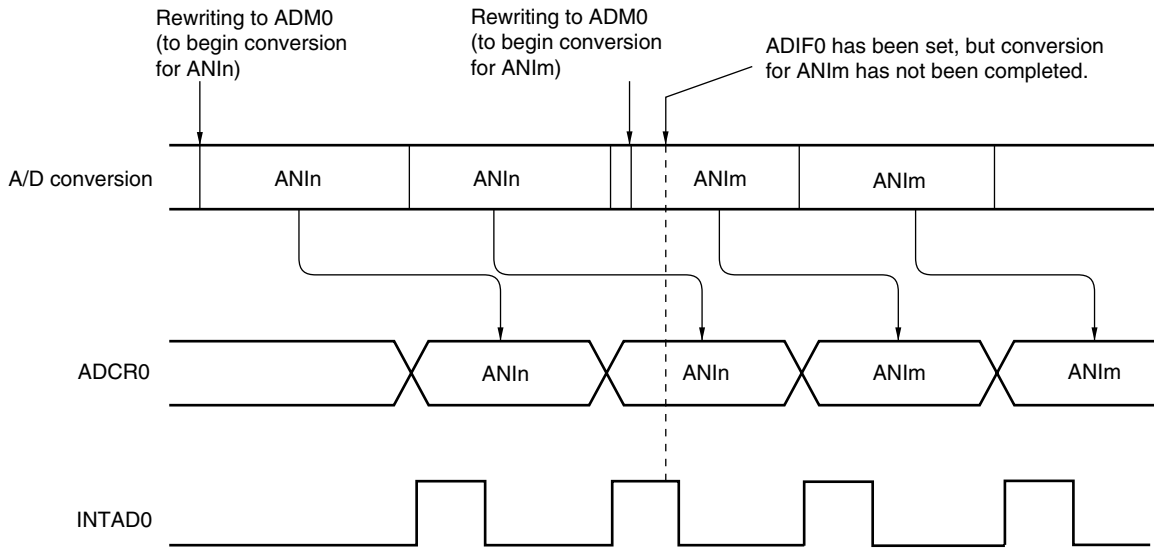 Rewriting to ADM0
(to begin conversion
for ANIn)
Rewriting to ADM0
(to begin conversion
for ANIm)
ADIF0 has been set, but conversion
for ANIm has not been completed.
A/D conversion
ANIn
ANIn
ANIm
ANIm
ADCR0
ANIn
ANIn
ANIm
ANIm
INTAD0